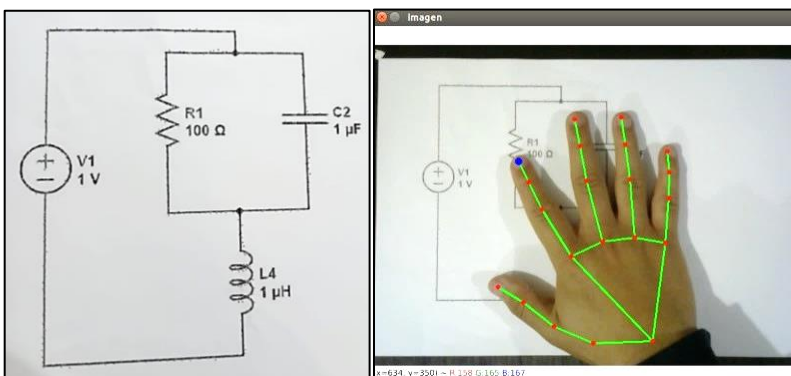 R1
100 Ω
C2
1 µF
+
V1
1 V
L4
1 µH
Imagen
R1
100 Ω
V1
1 V
x=634, y=350) ~ R:158 G:165 B:167